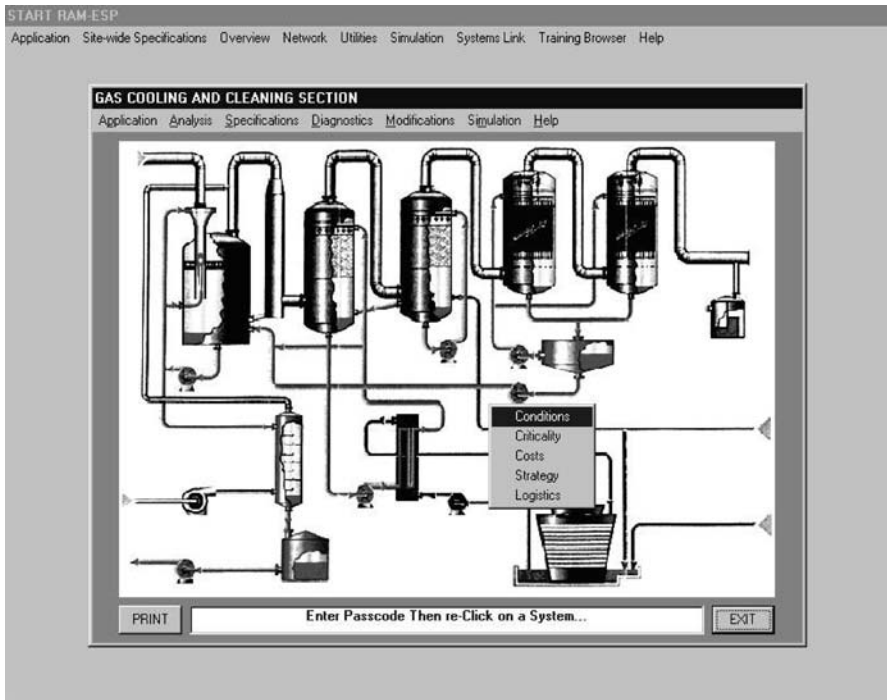 START RAM-ESP
Application Site-wide Specifications Overview Network Utilities Simulation Systems Link Training Browser Help
GAS COOLING AND CLEANING SECTION
Application Analysis Specifications Diagnostics Modifications Simulation Help
Conditions
Criticality
Costs
Strategy
Logistics
PRINT
Enter Passcode Then re-Click on a System...
EXIT